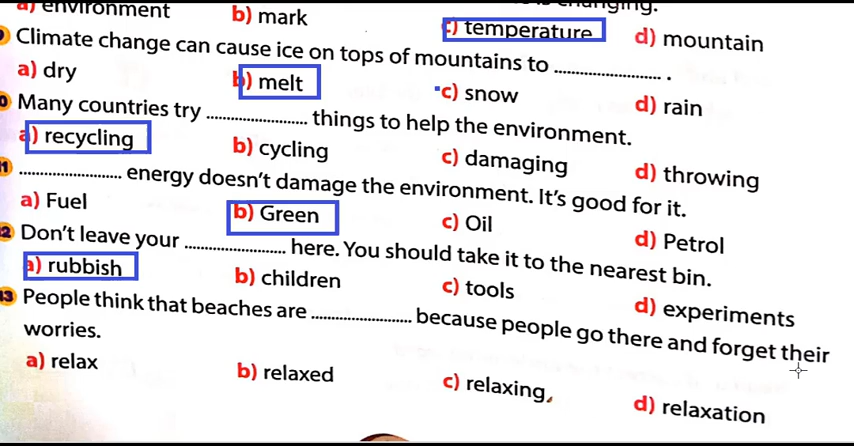 a) environment b) mark c) temperature d) mountain
Climate change can cause ice on tops of mountains to .................... .
a) dry b) melt c) snow d) rain
Many countries try .................... things to help the environment.
a) recycling b) cycling c) damaging d) throwing
11 .................... energy doesn't damage the environment. It's good for it.
a) Fuel b) Green c) Oil d) Petrol
2 Don't leave your .................... here. You should take it to the nearest bin.
a) rubbish b) children c) tools d) experiments
13 People think that beaches are .................... because people go there and forget their
worries.
a) relax b) relaxed c) relaxing, d) relaxation